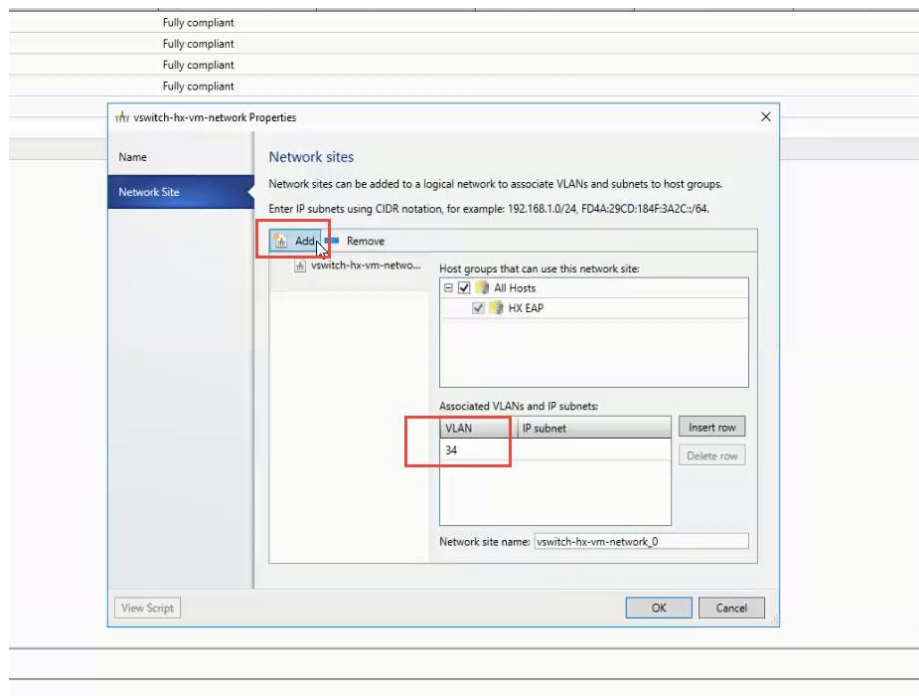 Fully compliant
Fully compliant
Fully compliant
Fully compliant
vswitch-hx-vm-network Properties
Name
Network Site
Network sites
Network sites can be added to a logical network to associate VLANs and subnets to host groups.
Enter IP subnets using CIDR notation, for example: 192.168.1.0/24, FD4A:29CD:184F:3A2C::/64.
Add Remove
vswitch-hx-vm-netwo...
Host groups that can use this network site:
All Hosts
HX EAP
Associated VLANs and IP subnets:
VLAN IP subnet
34
Insert row
Delete row
Network site name: vswitch-hx-vm-network_0
View Script
OK Cancel